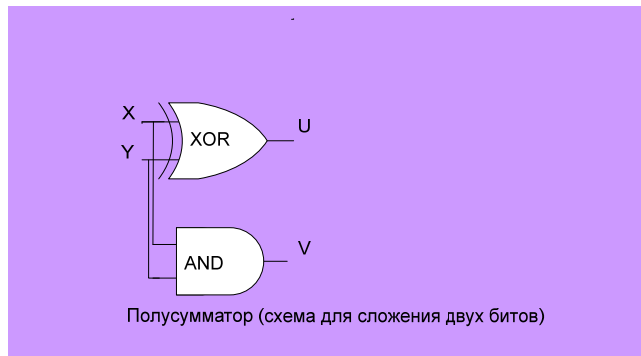 X
XOR
U
Y
AND
V
Полусумматор (схема для сложения двух битов)